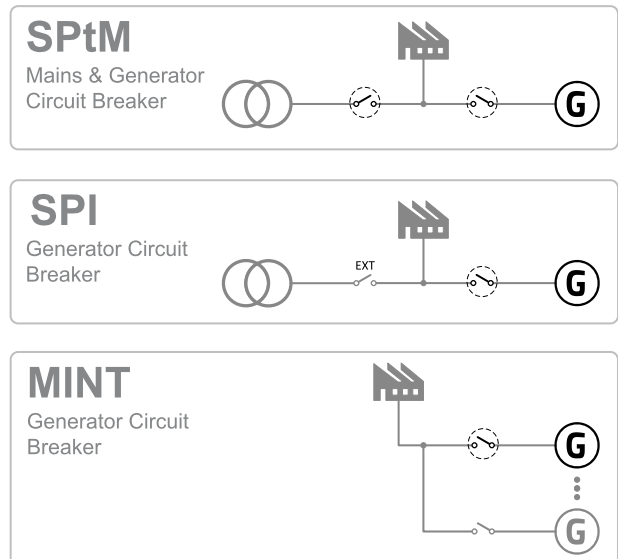 SPtM
Mains & Generator
Circuit Breaker
G
SPI
Generator Circuit
Breaker
EXT
G
MINT
Generator Circuit
Breaker
G
G